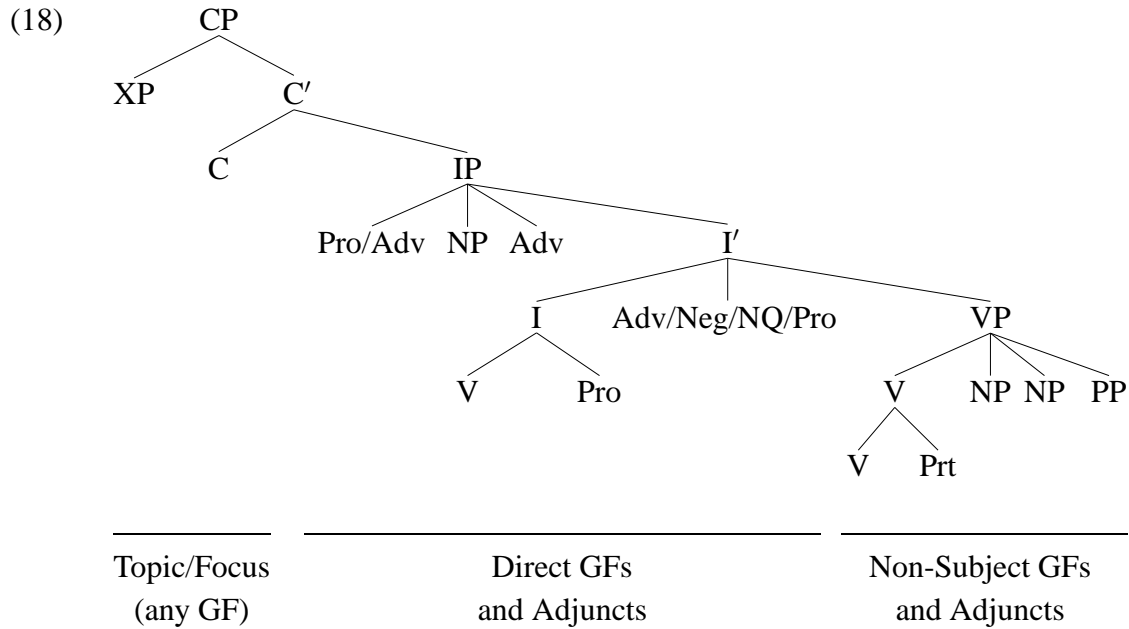 (18) CP
XP C′
C IP
Pro/Adv NP Adv I′
I Adv/Neg/NQ/Pro VP
V Pro V NP NP PP
V Prt
Topic/Focus Direct GFs Non-Subject GFs
(any GF) and Adjuncts and Adjuncts